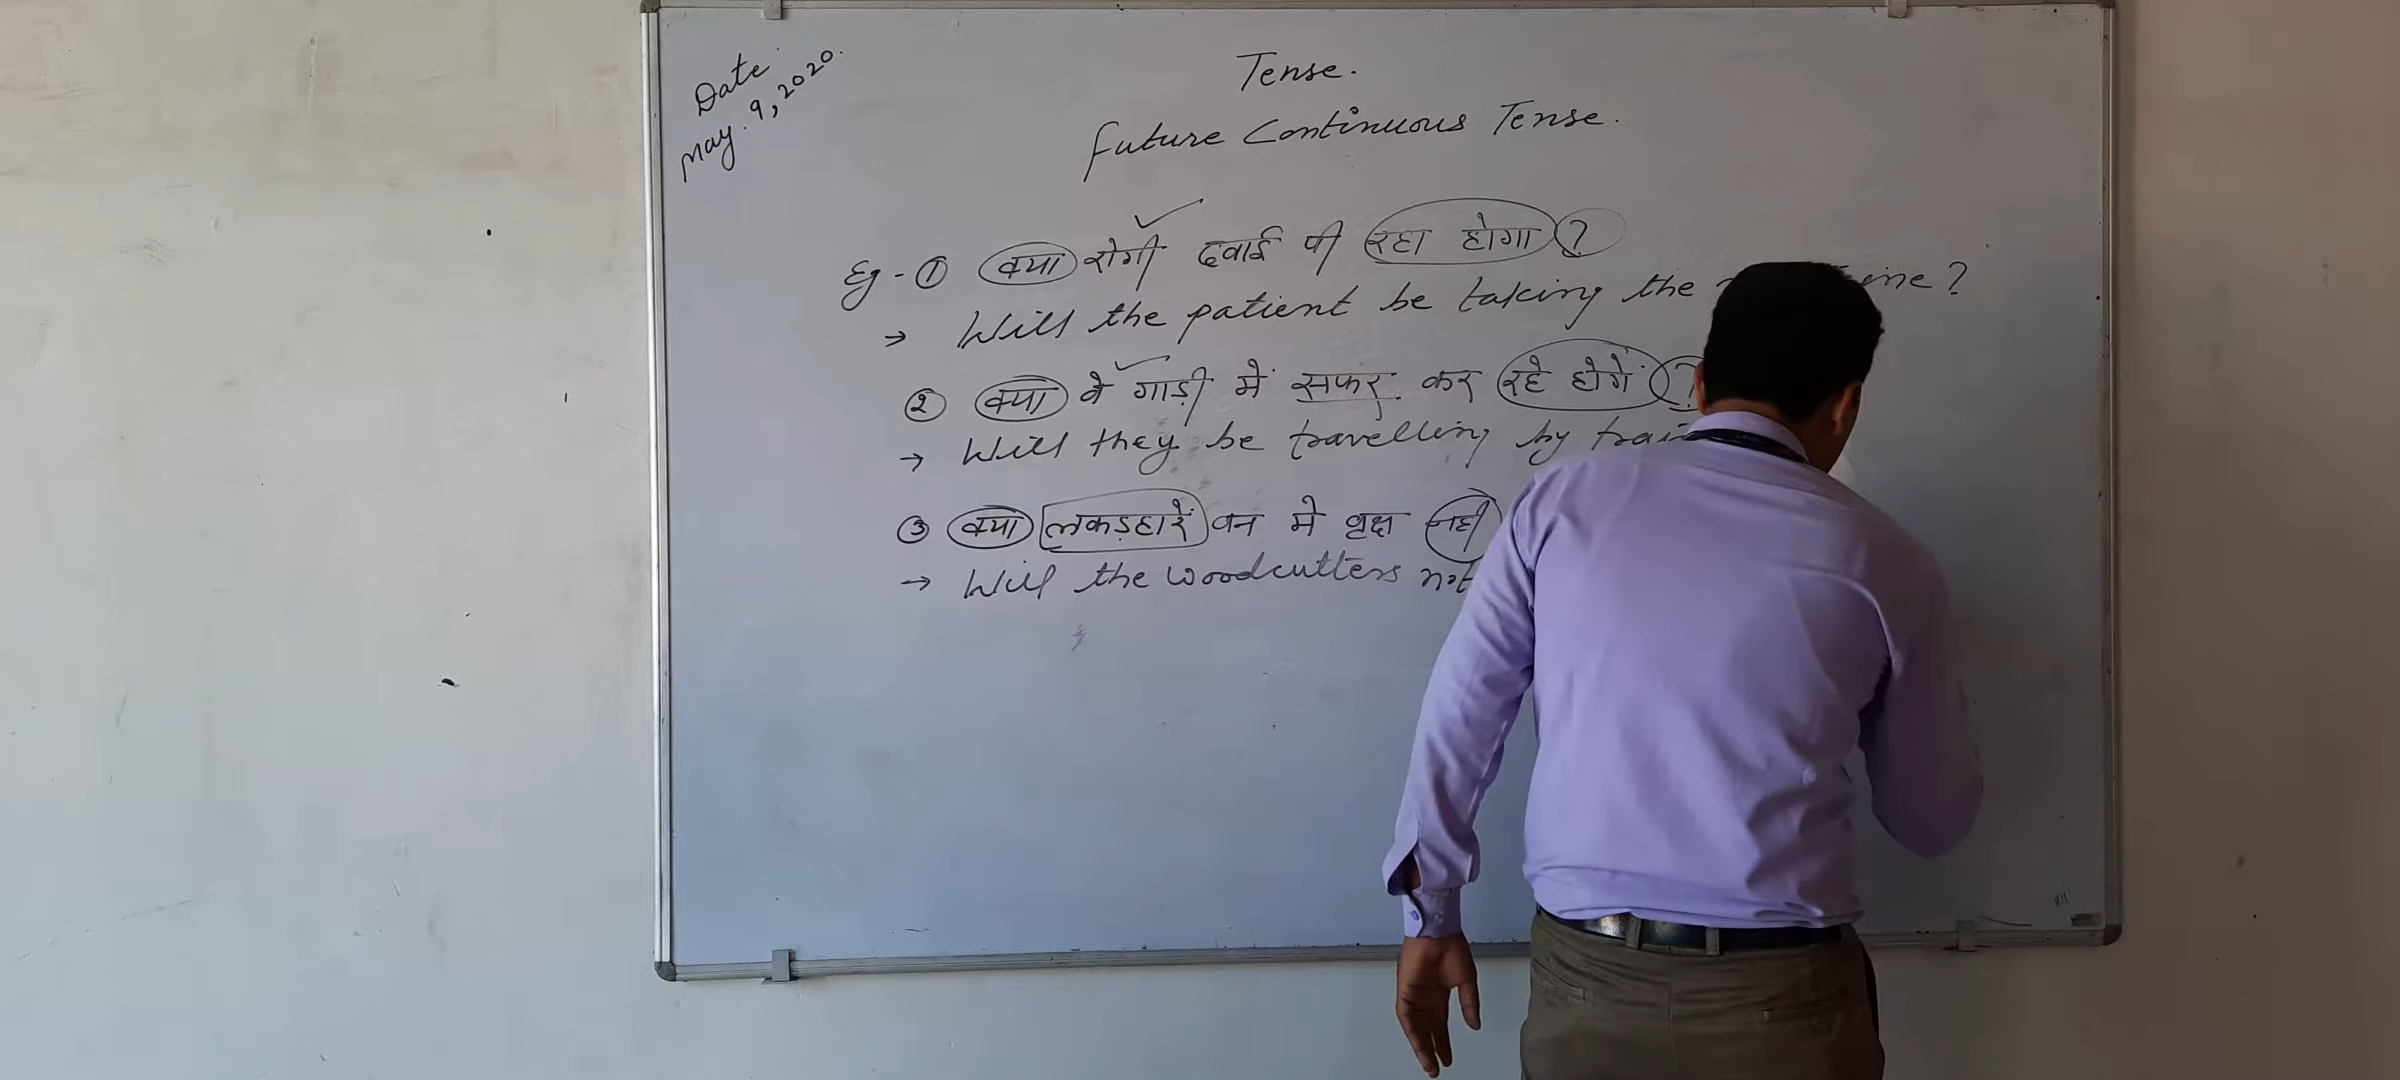 Date
May. 9, 2020.
Tense.
Future Continuous Tense.
Eg - ① क्या रोगी दवाई पी रहा होगा ?
→ Will the patient be taking the
② क्या वे गाड़ी में सफर कर रहे होगें ?
→ Will they be travelling by
③ क्या लकड़हारें वन मे वृक्ष नही
→ Will the woodcutters not